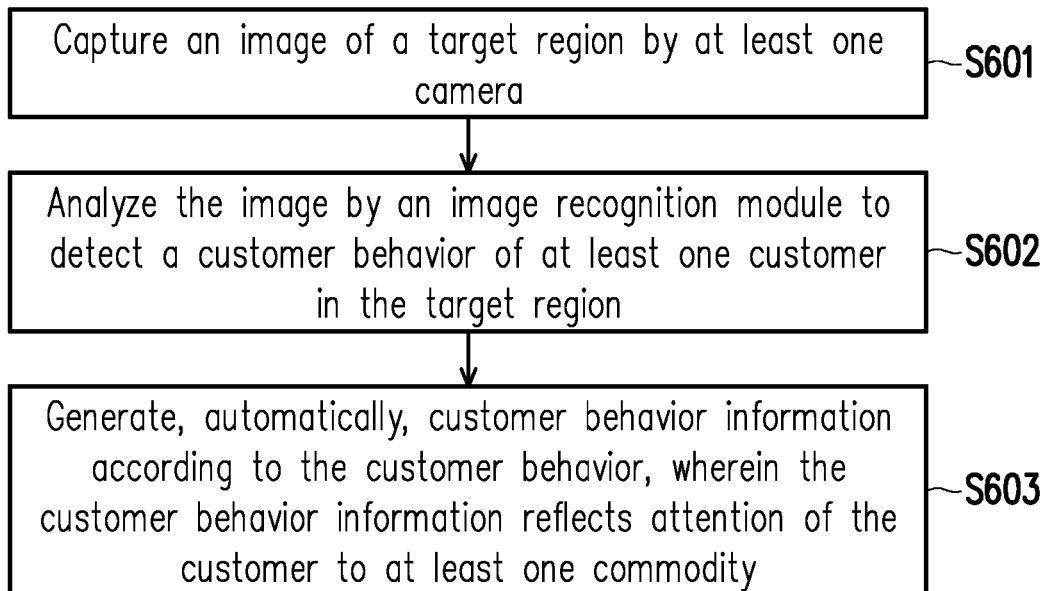 Capture an image of a target region by at least one
camera
S601
Analyze the image by an image recognition module to
detect a customer behavior of at least one customer
in the target region
S602
Generate, automatically, customer behavior information
according to the customer behavior, wherein the
customer behavior information reflects attention of the
customer to at least one commodity
S603